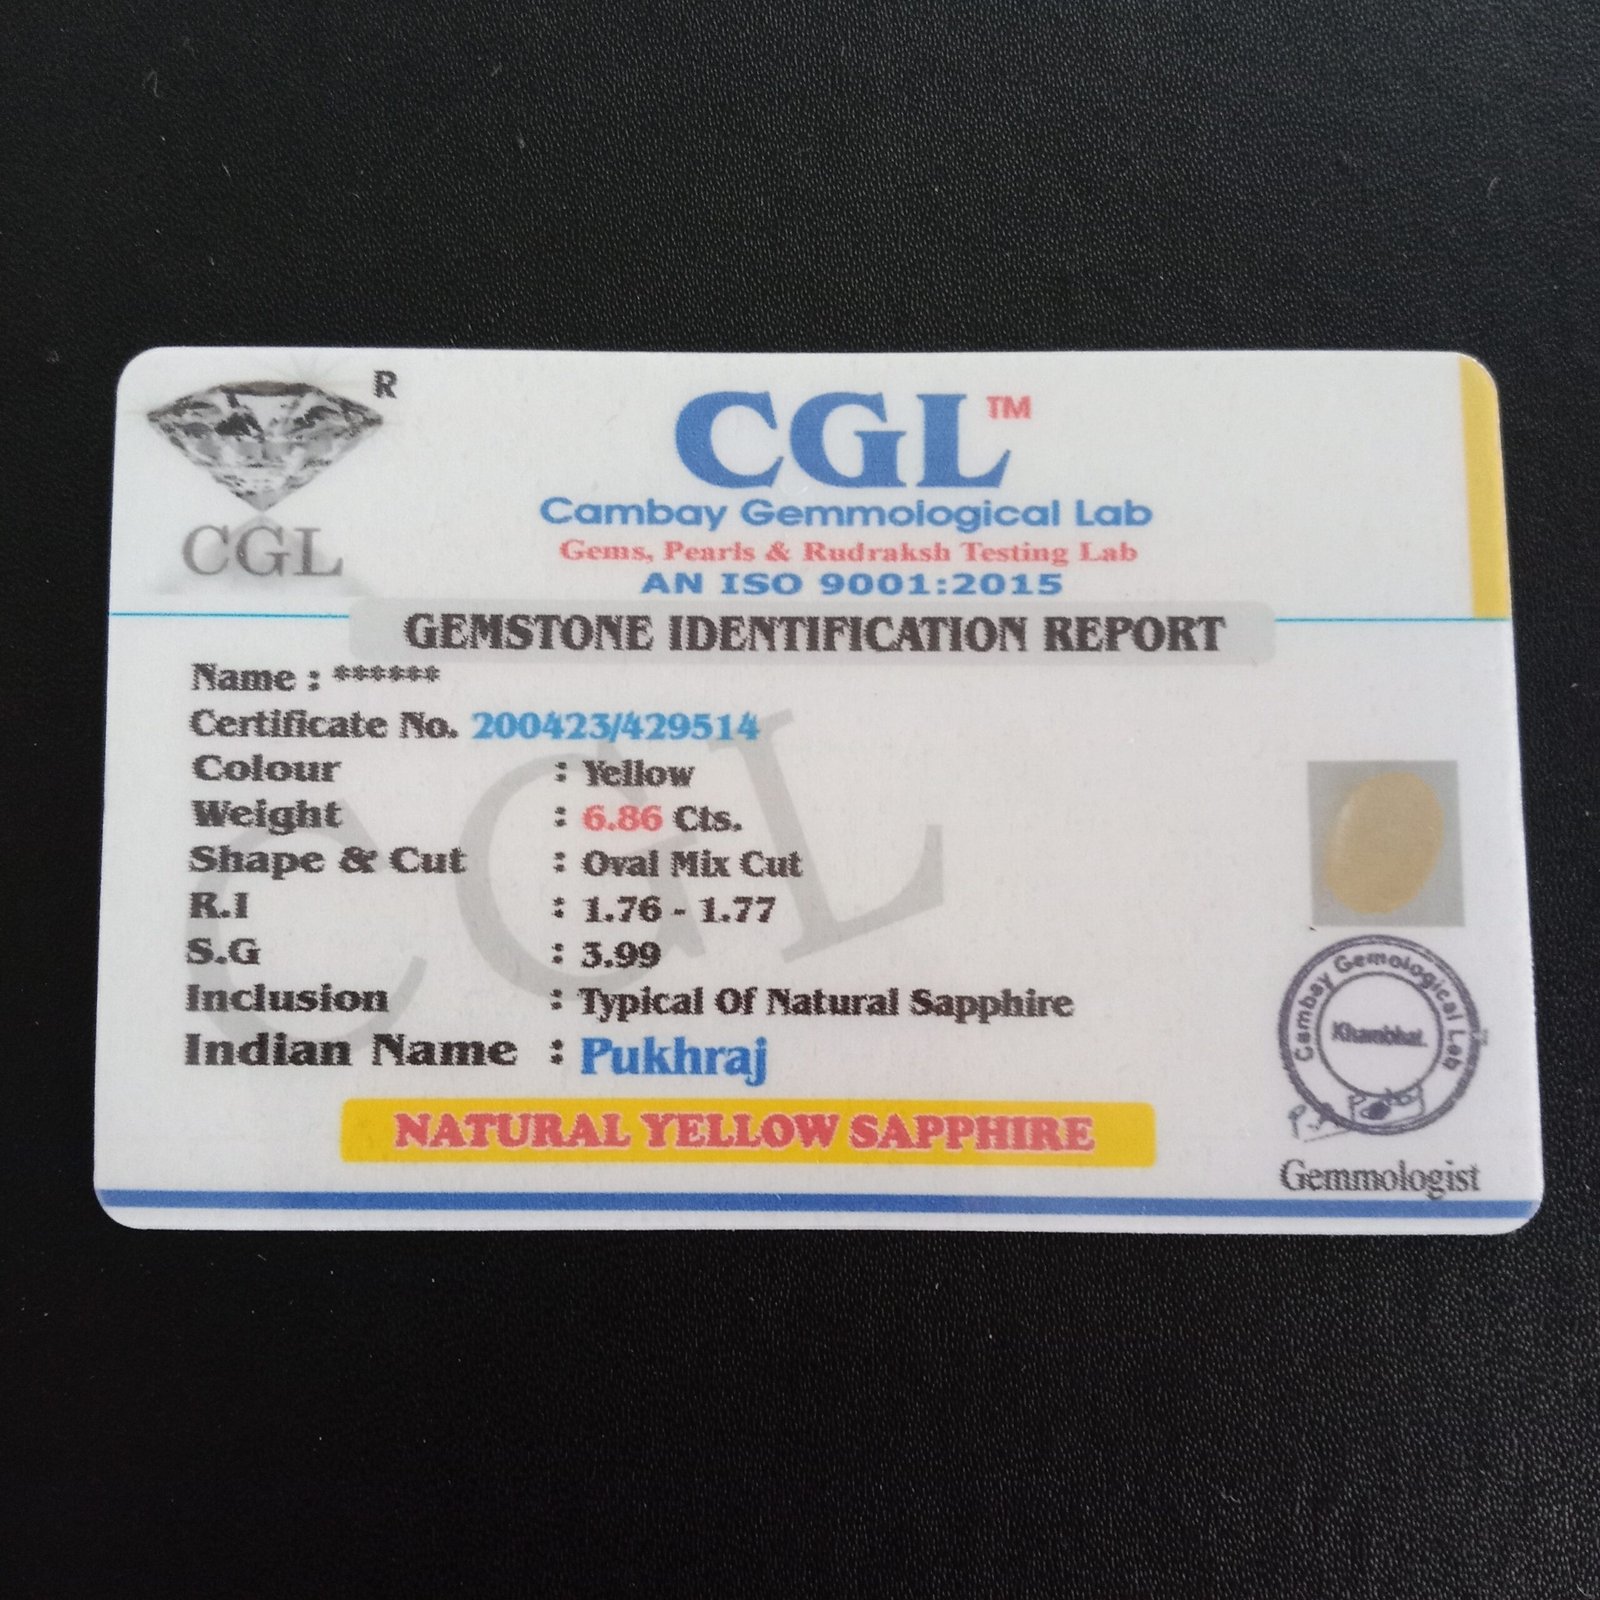 R
CGL
CGL™
Cambay Gemmological Lab
Gems, Pearls & Rudraksh Testing Lab
AN ISO 9001:2015
GEMSTONE IDENTIFICATION REPORT
Name : ******
Certificate No. 200423/429514
Colour : Yellow
Weight : 6.86 Cts.
Shape & Cut : Oval Mix Cut
R.I : 1.76 - 1.77
S.G : 3.99
Inclusion : Typical Of Natural Sapphire
Indian Name : Pukhraj
NATURAL YELLOW SAPPHIRE
CGL
Cambay Gemological Lab
Khambhat.
Gemmologist